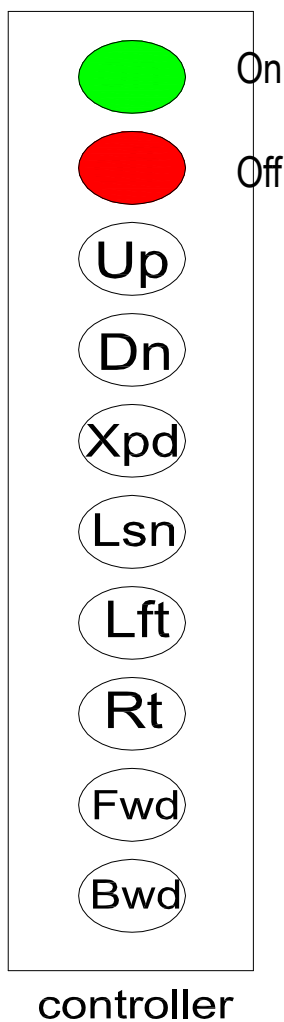 On
Off
Up
Dn
Xpd
Lsn
Lft
Rt
Fwd
Bwd
controller